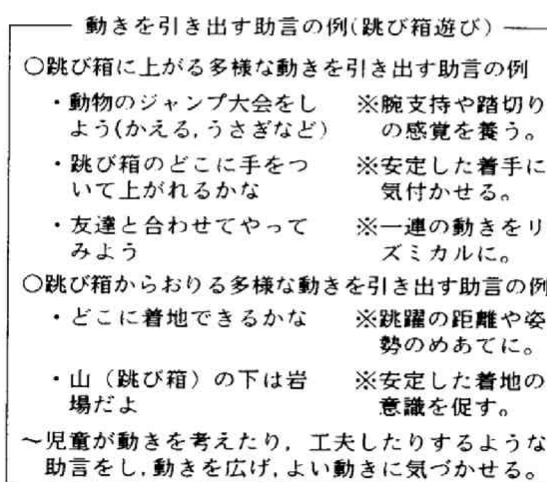 動きを引き出す助言の例(跳び箱遊び)
○跳び箱に上がる多様な動きを引き出す助言の例
・動物のジャンプ大会をし ※腕支持や踏切り
よう(かえる,うさぎなど) の感覚を養う。
・跳び箱のどこに手をつ ※安定した着手に
いて上がれるかな 気付かせる。
・友達と合わせてやって ※一連の動きをリ
みよう ズミカルに。
○跳び箱からおりる多様な動きを引き出す助言の例
・どこに着地できるかな ※跳躍の距離や姿
勢のめあてに。
・山(跳び箱)の下は岩 ※安定した着地の
場だよ 意識を促す。
~児童が動きを考えたり,工夫したりするような
助言をし,動きを広げ,よい動きに気づかせる。